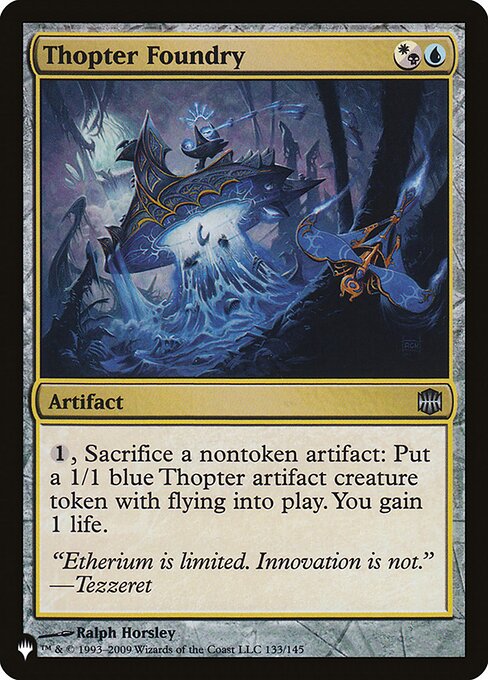 Thopter Foundry
Artifact
1, Sacrifice a nontoken artifact: Put
a 1/1 blue Thopter artifact creature
token with flying into play. You gain
1 life.
“Etherium is limited. Innovation is not.”
—Tezzeret
Ralph Horsley
™ & © 1993–2009 Wizards of the Coast LLC 133/145